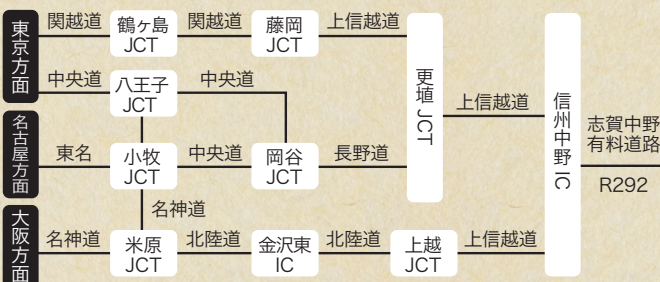 東京方面
関越道
鶴ヶ島
JCT
関越道
藤岡
JCT
上信越道
中央道
八王子
JCT
中央道
更埴 JCT
上信越道
信州中野 IC
志賀中野
有料道路
R292
名古屋方面
東名
小牧
JCT
中央道
岡谷
JCT
長野道
名神道
大阪方面
名神道
米原
JCT
北陸道
金沢東
IC
北陸道
上越
JCT
上信越道